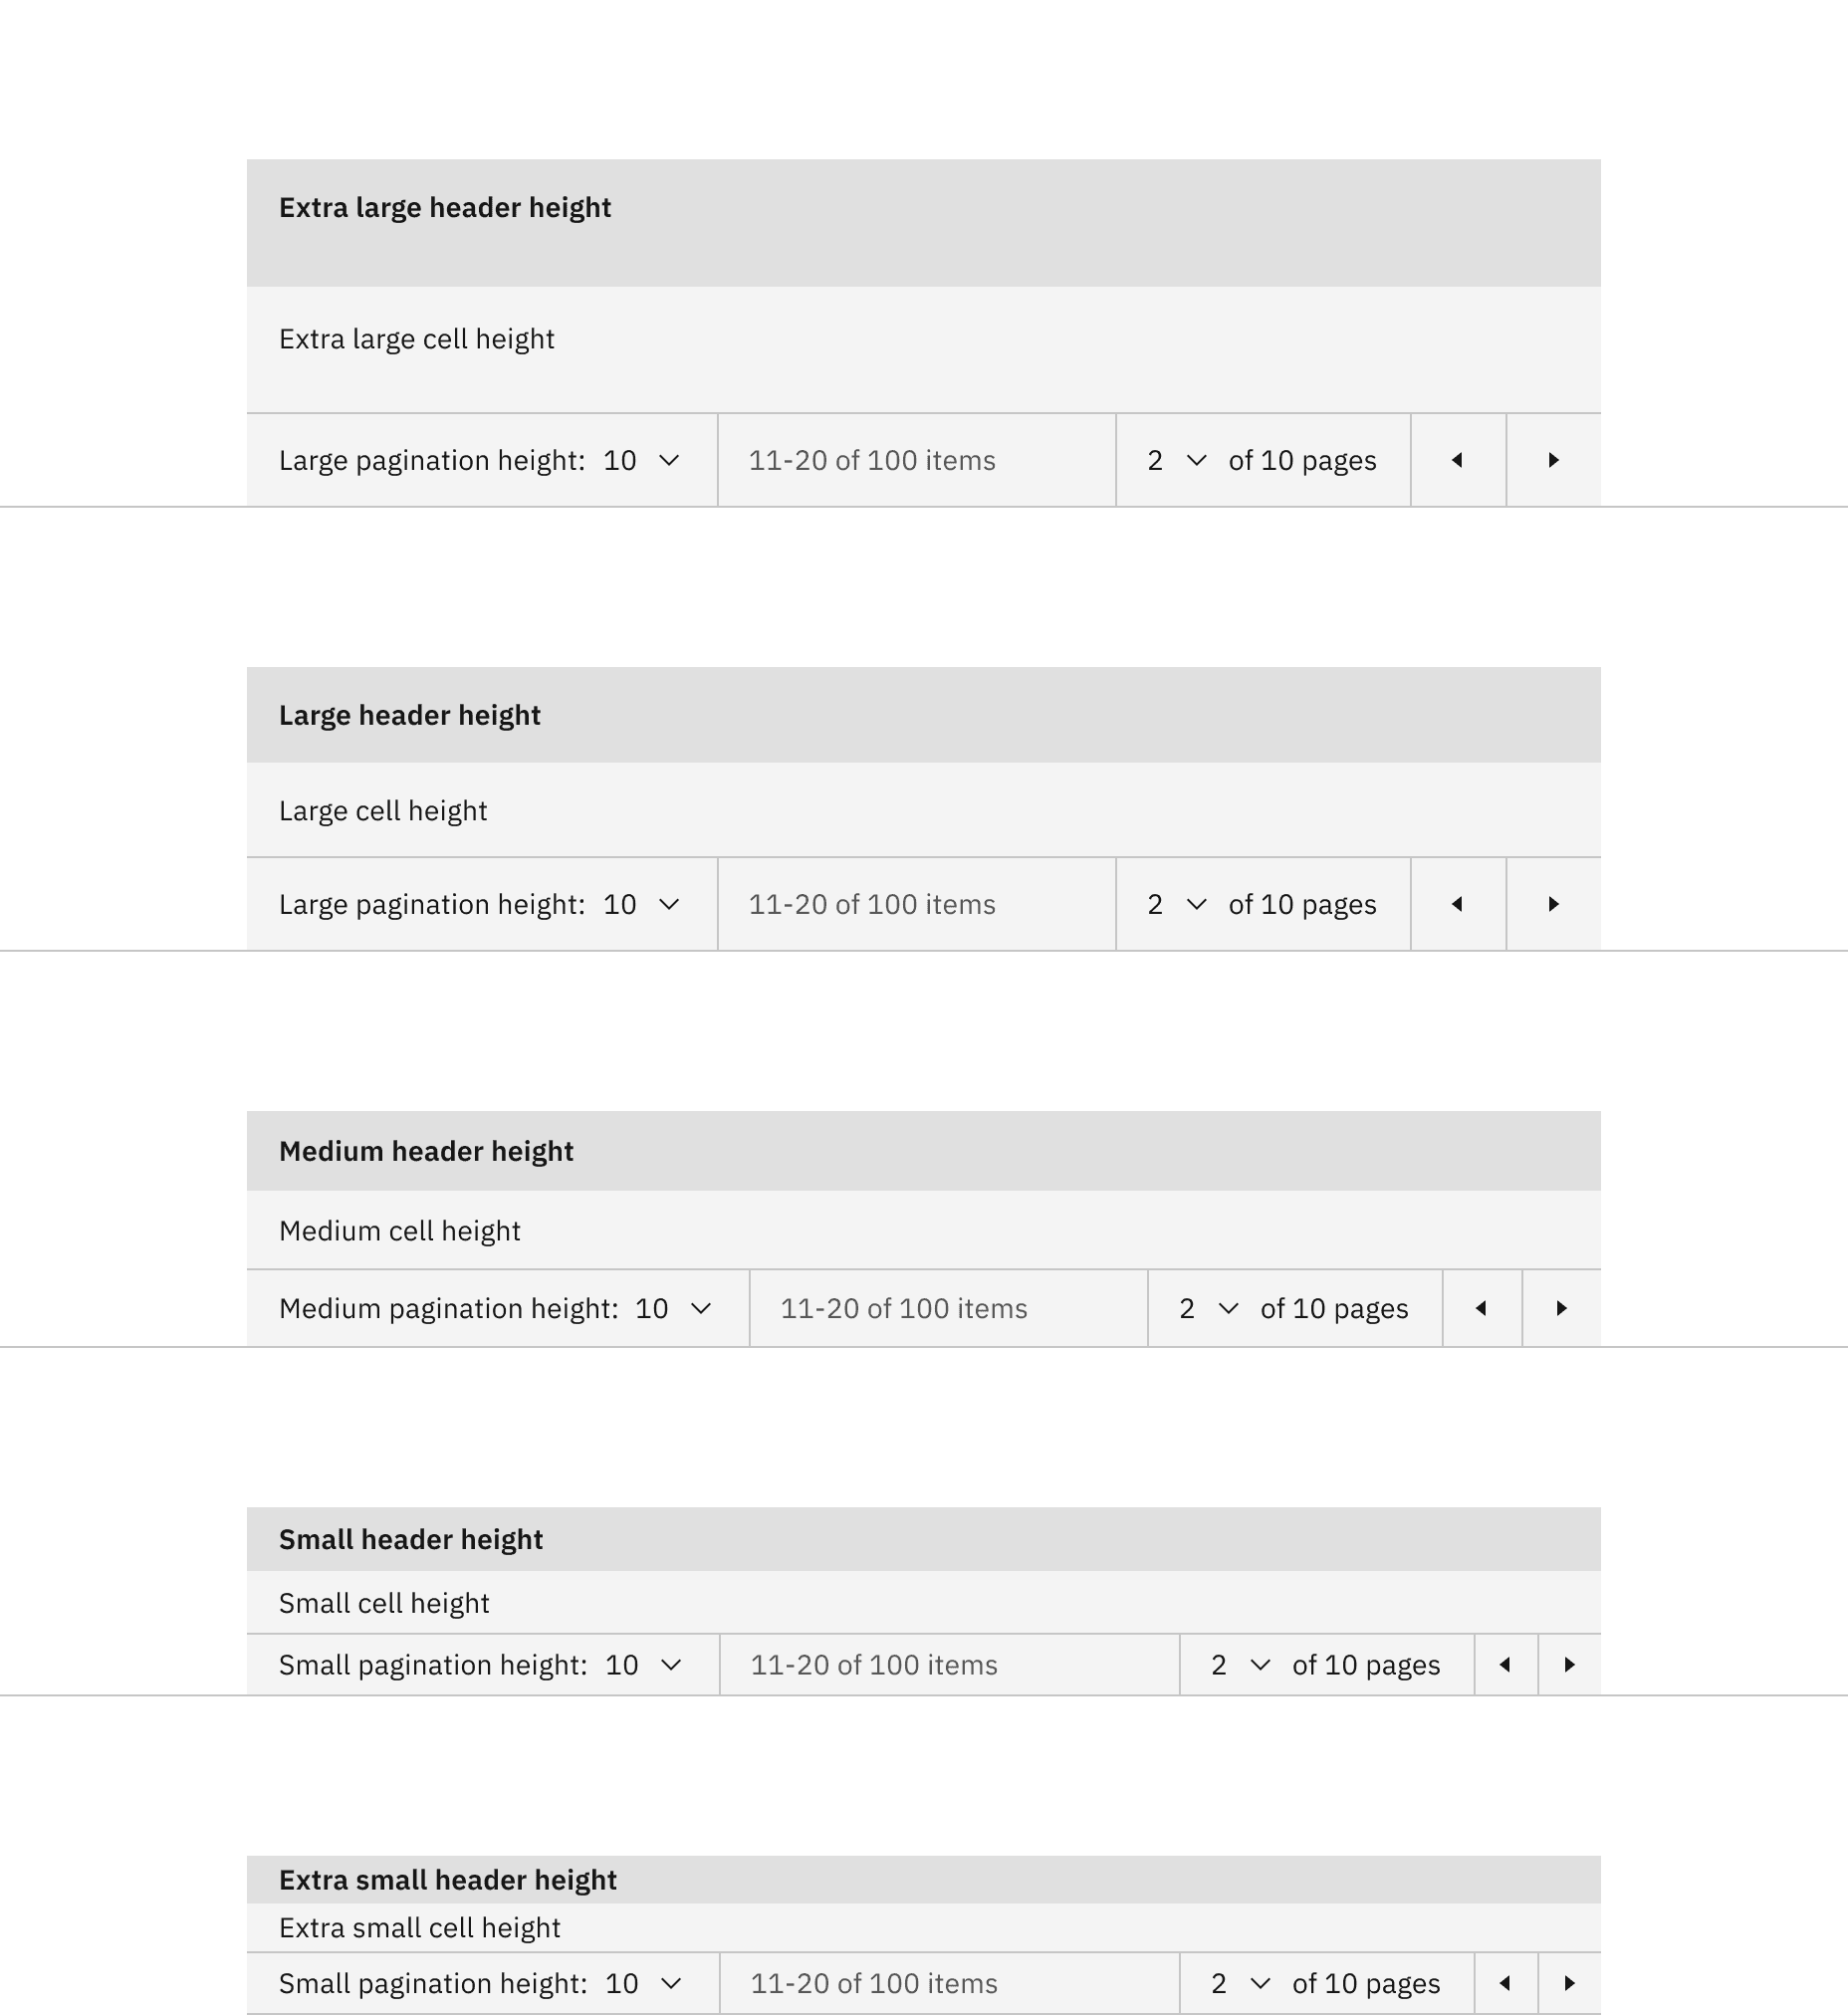 Extra large header height
Extra large cell height
Large pagination height: 10 11-20 of 100 items 2 of 10 pages
Large header height
Large cell height
Large pagination height: 10 11-20 of 100 items 2 of 10 pages
Medium header height
Medium cell height
Medium pagination height: 10 11-20 of 100 items 2 of 10 pages
Small header height
Small cell height
Small pagination height: 10 11-20 of 100 items 2 of 10 pages
Extra small header height
Extra small cell height
Small pagination height: 10 11-20 of 100 items 2 of 10 pages